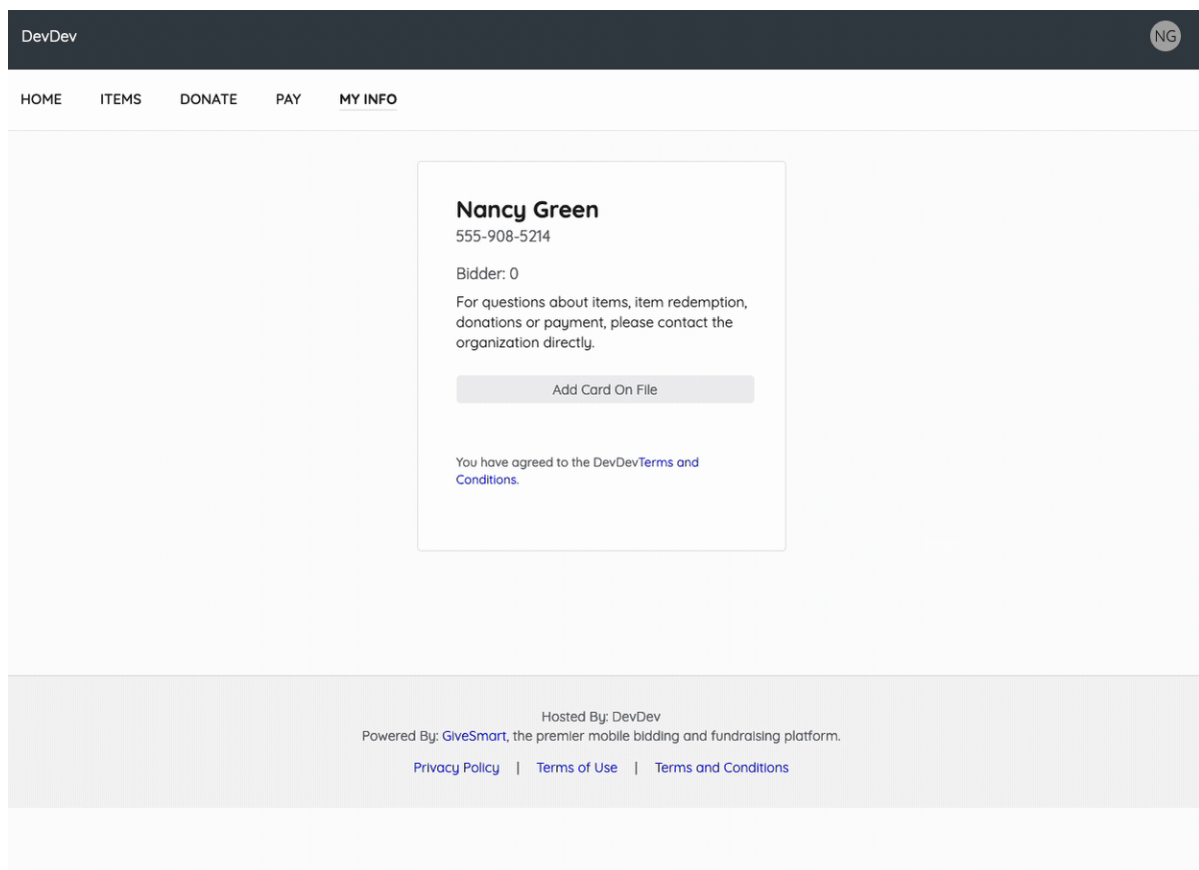 DevDev
NG
HOME ITEMS DONATE PAY MY INFO
Nancy Green
555-908-5214
Bidder: 0
For questions about items, item redemption,
donations or payment, please contact the
organization directly.
Add Card On File
You have agreed to the DevDevTerms and
Conditions.
Hosted By: DevDev
Powered By: GiveSmart, the premier mobile bidding and fundraising platform.
Privacy Policy | Terms of Use | Terms and Conditions